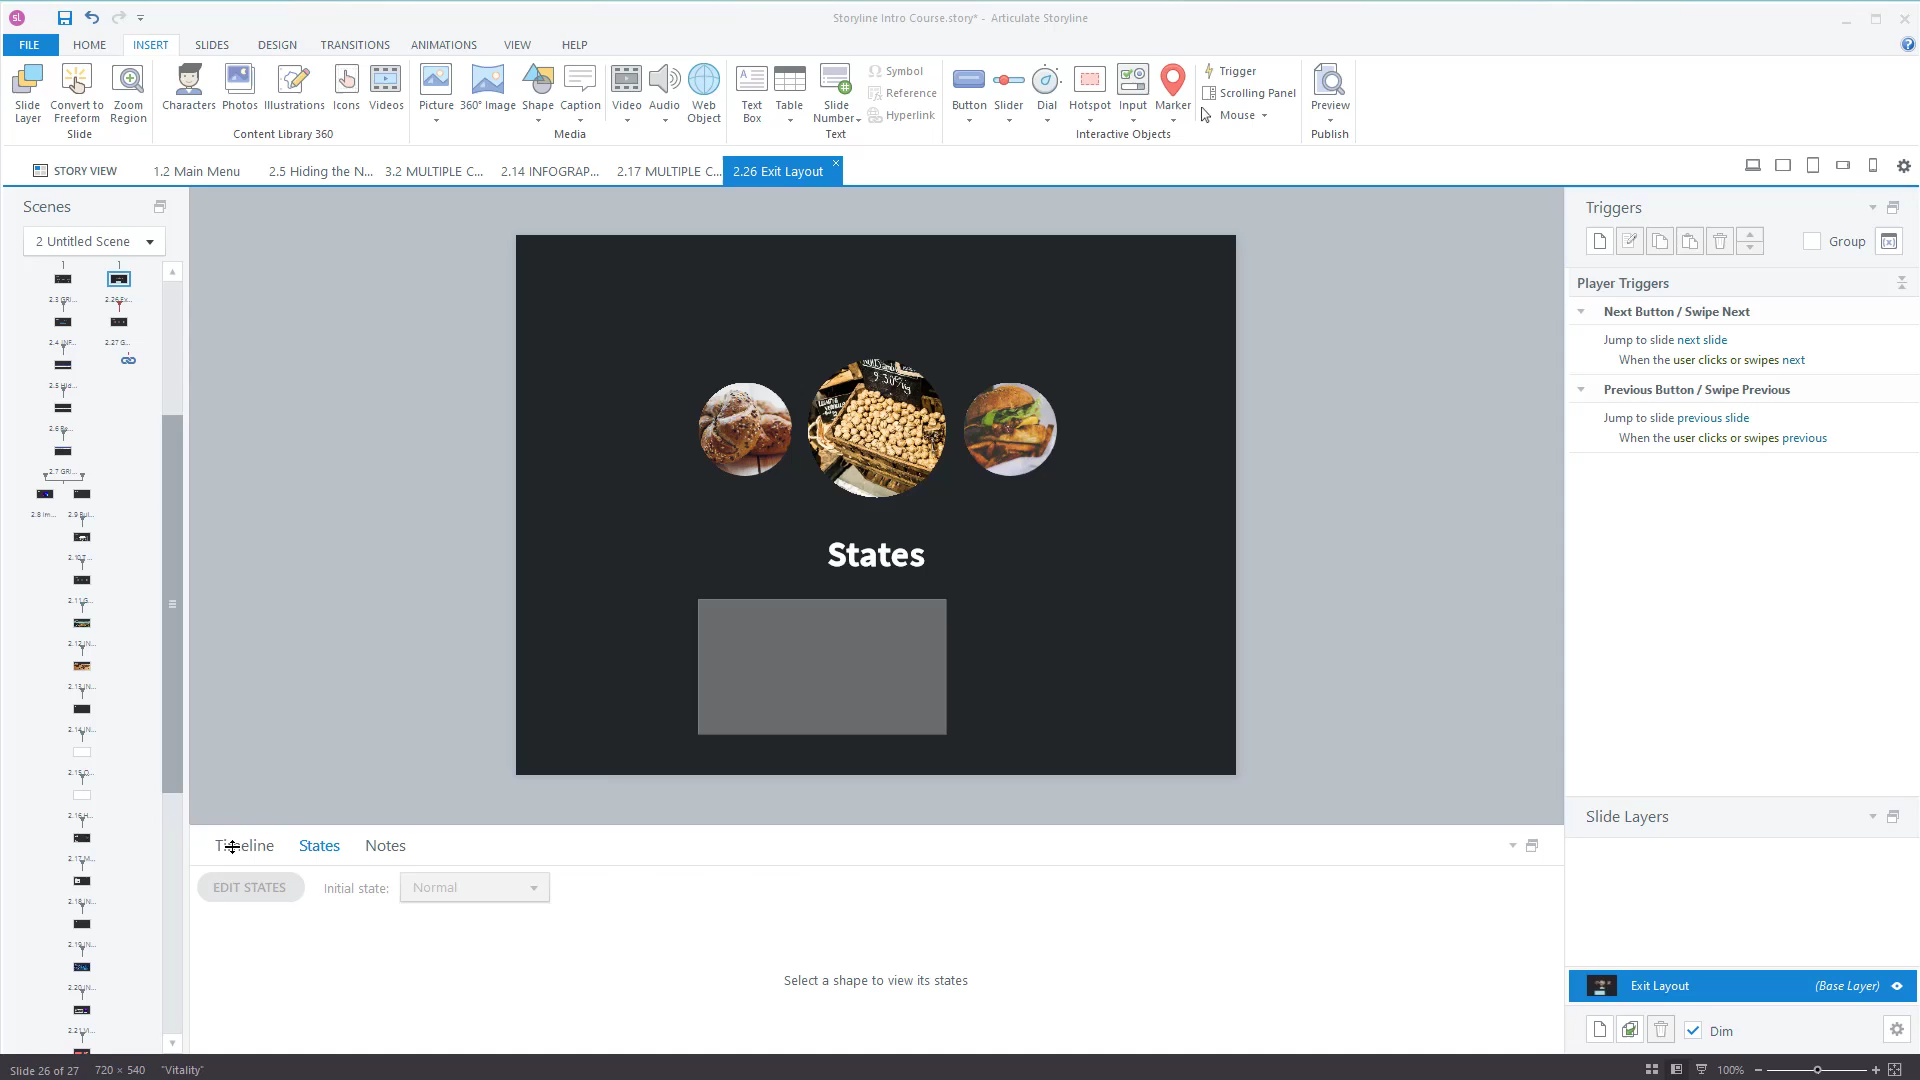 sl
Storyline Intro Course.story* - Articulate Storyline
FILE HOME INSERT SLIDES DESIGN TRANSITIONS ANIMATIONS VIEW HELP
Slide Layer
Convert to Freeform
Zoom Region
Slide
Characters
Photos
Illustrations
Icons
Videos
Content Library 360
Picture
360° Image
Shape
Caption
Video
Audio
Web Object
Media
Text Box
Table
Slide Number
Symbol
Reference
Hyperlink
Text
Button
Slider
Dial
Hotspot
Input
Marker
Trigger
Scrolling Panel
Mouse
Interactive Objects
Preview
Publish
STORY VIEW
1.2 Main Menu
2.5 Hiding the N...
3.2 MULTIPLE C...
2.14 INFOGRAP...
2.17 MULTIPLE C...
2.26 Exit Layout
Scenes
2 Untitled Scene
States
Timeline
States
Notes
EDIT STATES
Initial state:
Normal
Select a shape to view its states
Triggers
Group
Player Triggers
Next Button / Swipe Next
Jump to slide next slide
When the user clicks or swipes next
Previous Button / Swipe Previous
Jump to slide previous slide
When the user clicks or swipes previous
Slide Layers
Exit Layout
(Base Layer)
Dim
Slide 26 of 27
720 × 540
"Vitality"
100%